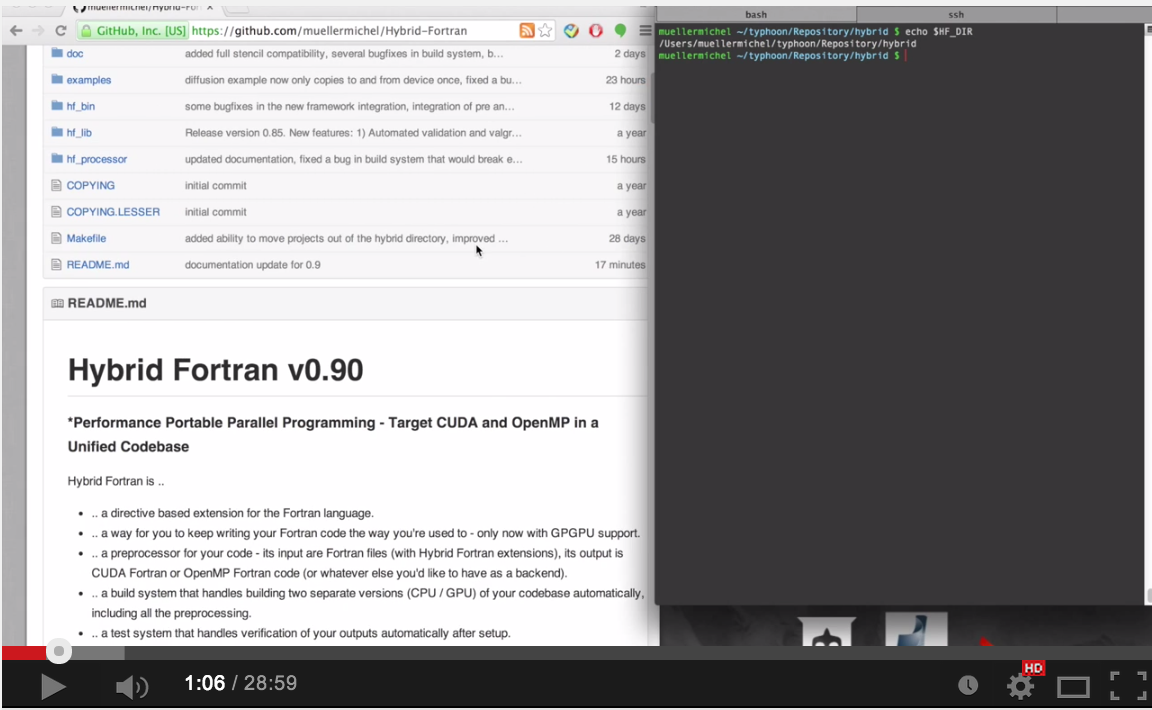 muellermichel/Hybrid-For
bash
ssh
GitHub, Inc. [US] https://github.com/muellermichel/Hybrid-Fortran
doc added full stencil compatibility, several bugfixes in build system, b… 2 days
examples diffusion example now only copies to and from device once, fixed a bu… 23 hours
hf_bin some bugfixes in the new framework integration, integration of pre an… 12 days
hf_lib Release version 0.85. New features: 1) Automated validation and valgr… a year
hf_processor updated documentation, fixed a bug in build system that would break e… 15 hours
COPYING initial commit a year
COPYING.LESSER initial commit a year
Makefile added ability to move projects out of the hybrid directory, improved … 28 days
README.md documentation update for 0.9 17 minutes
README.md
Hybrid Fortran v0.90
*Performance Portable Parallel Programming - Target CUDA and OpenMP in a
Unified Codebase
Hybrid Fortran is ..
• .. a directive based extension for the Fortran language.
• .. a way for you to keep writing your Fortran code the way you're used to - only now with GPGPU support.
• .. a preprocessor for your code - its input are Fortran files (with Hybrid Fortran extensions), its output is
CUDA Fortran or OpenMP Fortran code (or whatever else you'd like to have as a backend).
• .. a build system that handles building two separate versions (CPU / GPU) of your codebase automatically,
including all the preprocessing.
• .. a test system that handles verification of your outputs automatically after setup.
muellermichel ~/typhoon/Repository/hybrid $ echo $HF_DIR
/Users/muellermichel/typhoon/Repository/hybrid
muellermichel ~/typhoon/Repository/hybrid $
1:06 / 28:59
HD